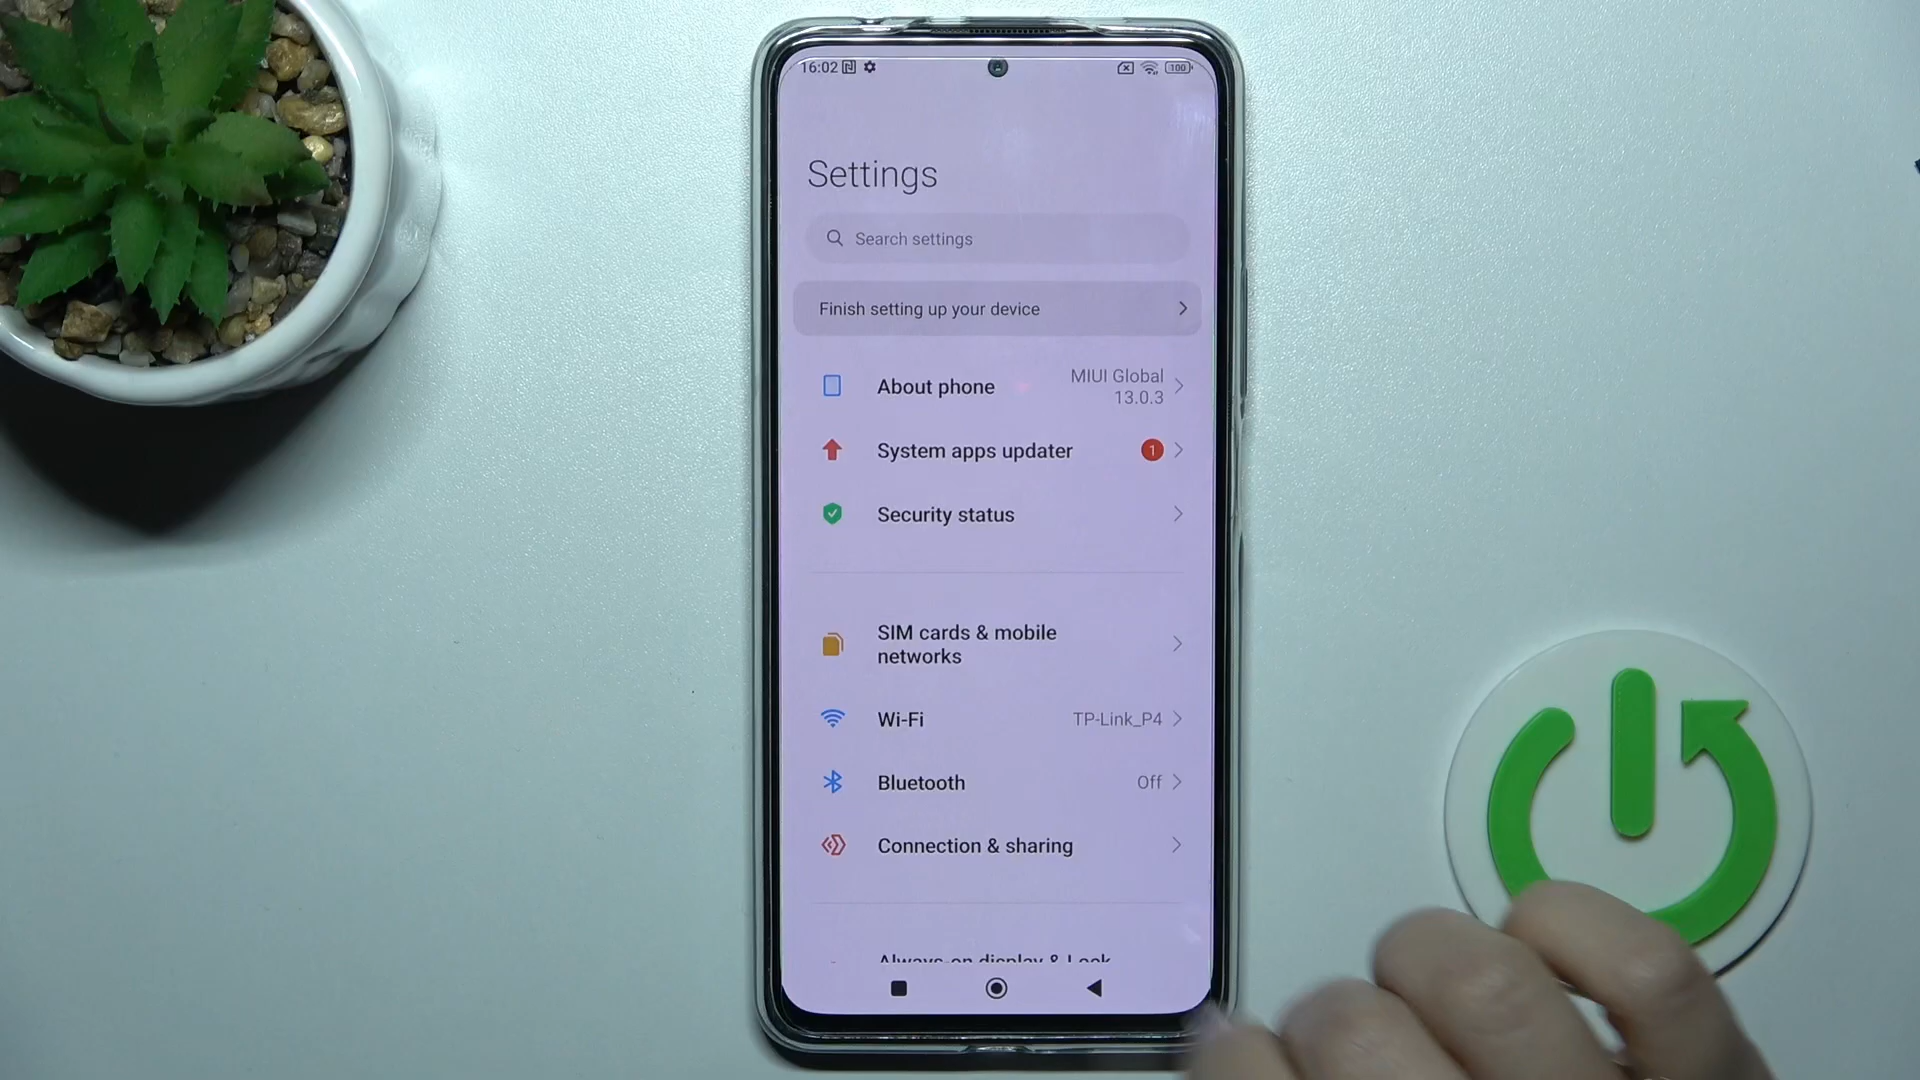 16:02
100
Settings
Search settings
Finish setting up your device
About phone
MIUI Global
13.0.3
System apps updater
1
Security status
SIM cards & mobile
networks
Wi-Fi
TP-Link_P4
Bluetooth
Off
Connection & sharing
Always-on display & Lock